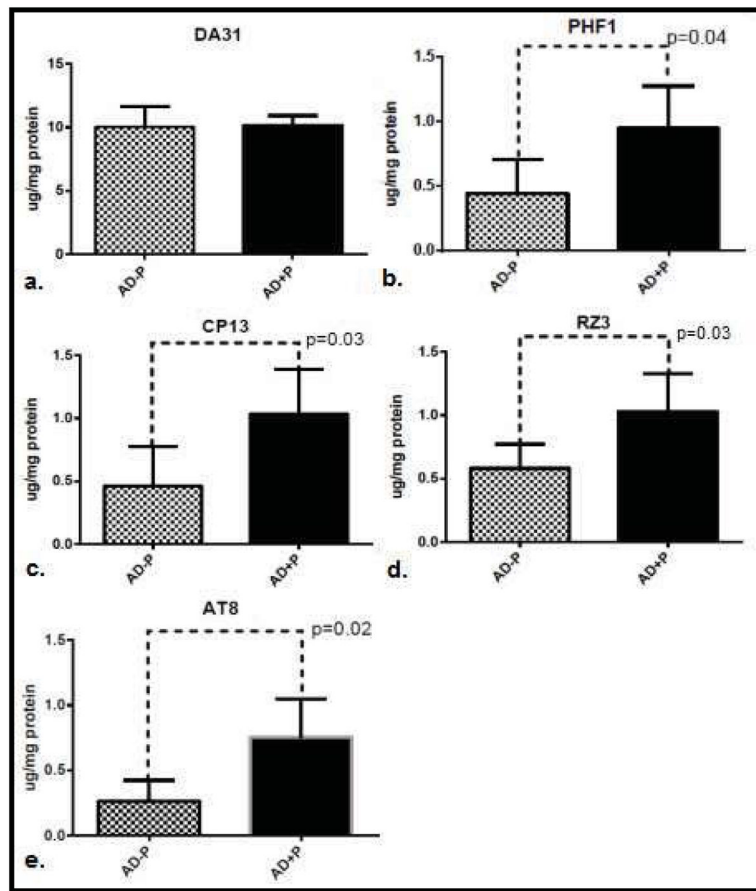 DA31
ug/mg protein
15
10
5
0
AD-P
AD+P
a.
PHF1
p=0.04
ug/mg protein
1.5
1.0
0.5
0.0
AD-P
AD+P
b.
CP13
p=0.03
ug/mg protein
1.5
1.0
0.5
0.0
AD-P
AD+P
c.
RZ3
p=0.03
ug/mg protein
1.5
1.0
0.5
0.0
AD-P
AD+P
d.
AT8
p=0.02
ug/mg protein
1.5
1.0
0.5
0.0
AD-P
AD+P
e.